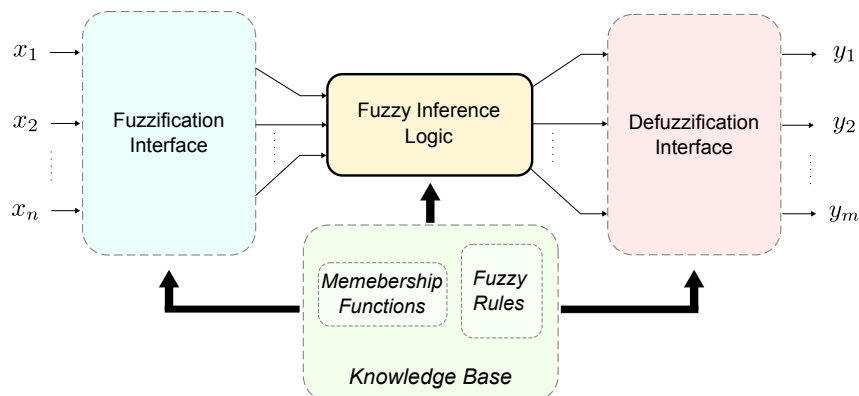 x1
x2
xn
Fuzzification
Interface
Fuzzy Inference
Logic
Defuzzification
Interface
y1
y2
ym
Memebership
Functions
Fuzzy
Rules
Knowledge Base